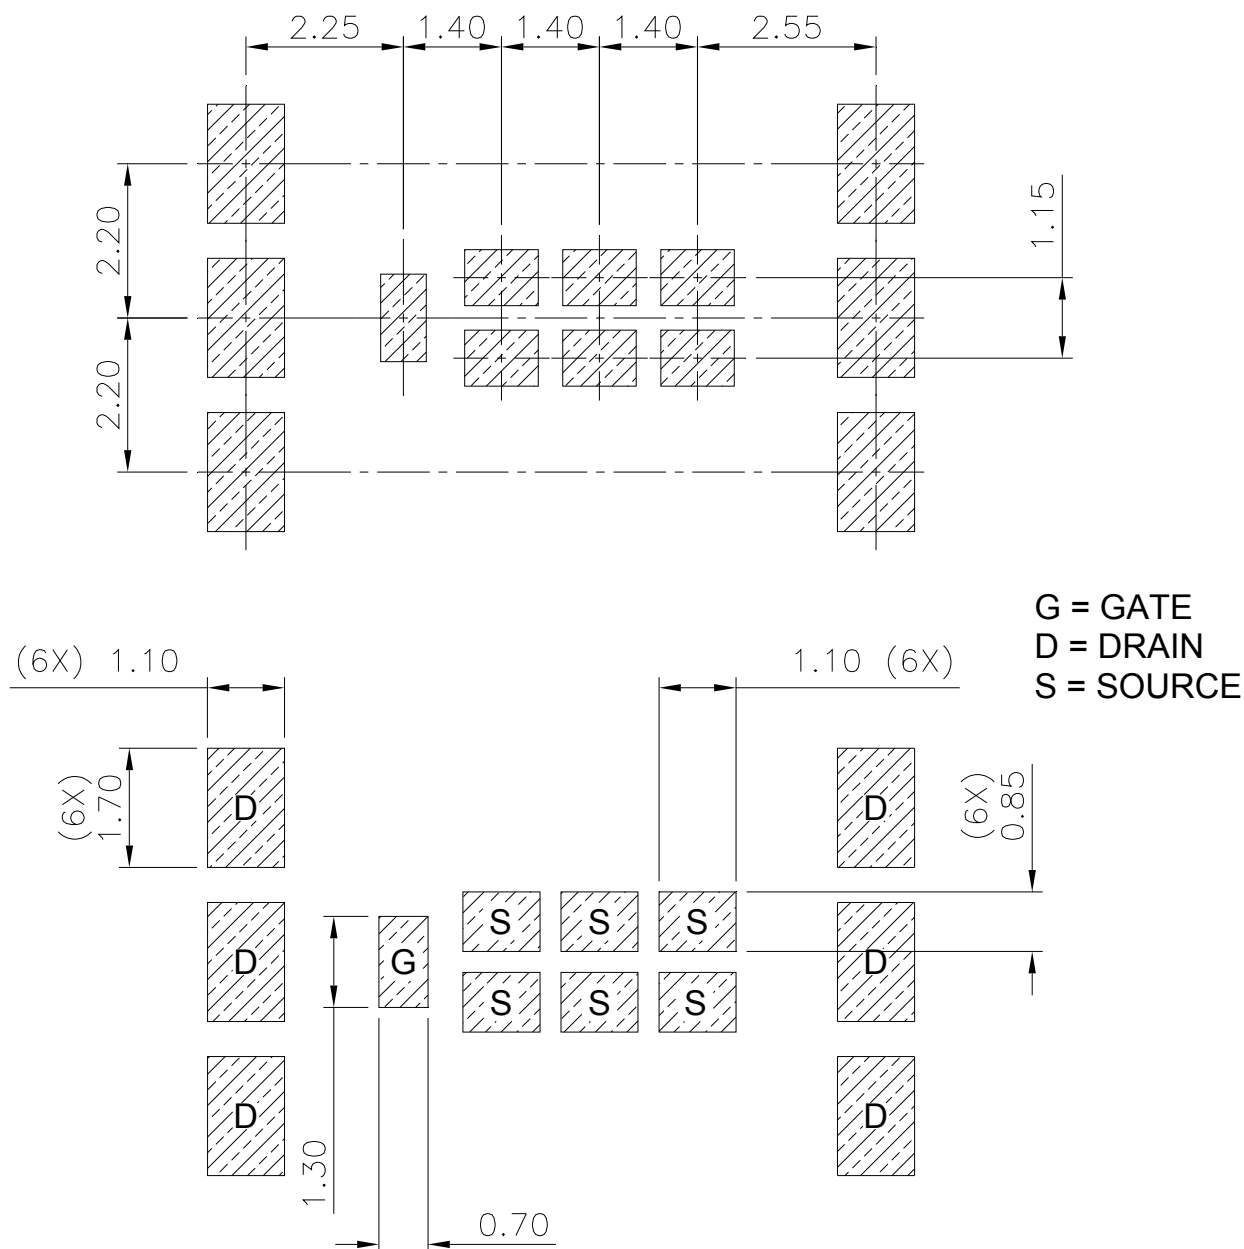 2.25 1.40 1.40 1.40 2.55
1.15
2.20
2.20
G = GATE
D = DRAIN
S = SOURCE
(6X) 1.10
1.10 (6X)
(6X)
1.70
(6X)
0.85
D D
S S S
D G D
S S S
D D
1.30
0.70